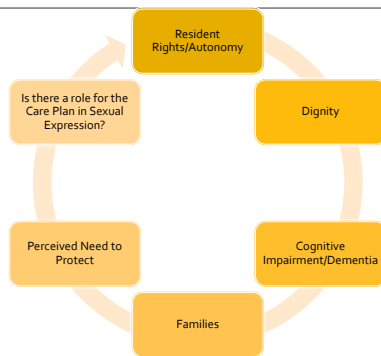 Resident
Rights/Autonomy
Dignity
Cognitive
Impairment/Dementia
Families
Perceived Need to
Protect
Is there a role for the
Care Plan in Sexual
Expression?